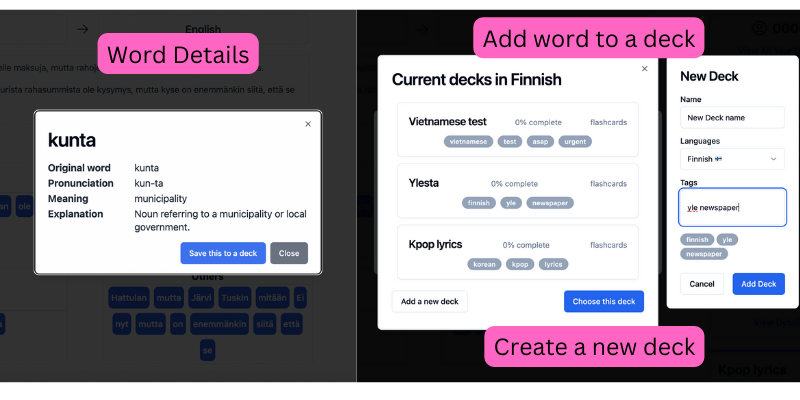 English
Word Details
elle maksuja, mutta
urista rahasummista ole kysymys, mutta kyse on enemmänkin siitä, että se
kunta
Original word kunta
Pronunciation kun-ta
Meaning municipality
Explanation Noun referring to a municipality or local
government.
Save this to a deck Close
an ole
Others
Hattulan mutta Järvi Tuskin mitään Ei
nyt mutta on enemmänkin siitä että
se
Add word to a deck
Current decks in Finnish
Vietnamese test 0% complete flashcards
vietnamese test asap urgent
Ylesta 0% complete flashcards
finnish yle newspaper
Kpop lyrics 0% complete flashcards
korean kpop lyrics
Add a new deck Choose this deck
New Deck
Name
New Deck name
Languages
Finnish
Tags
yle newspaper
finnish yle
newspaper
Cancel Add Deck
Create a new deck
Kpop lyrics